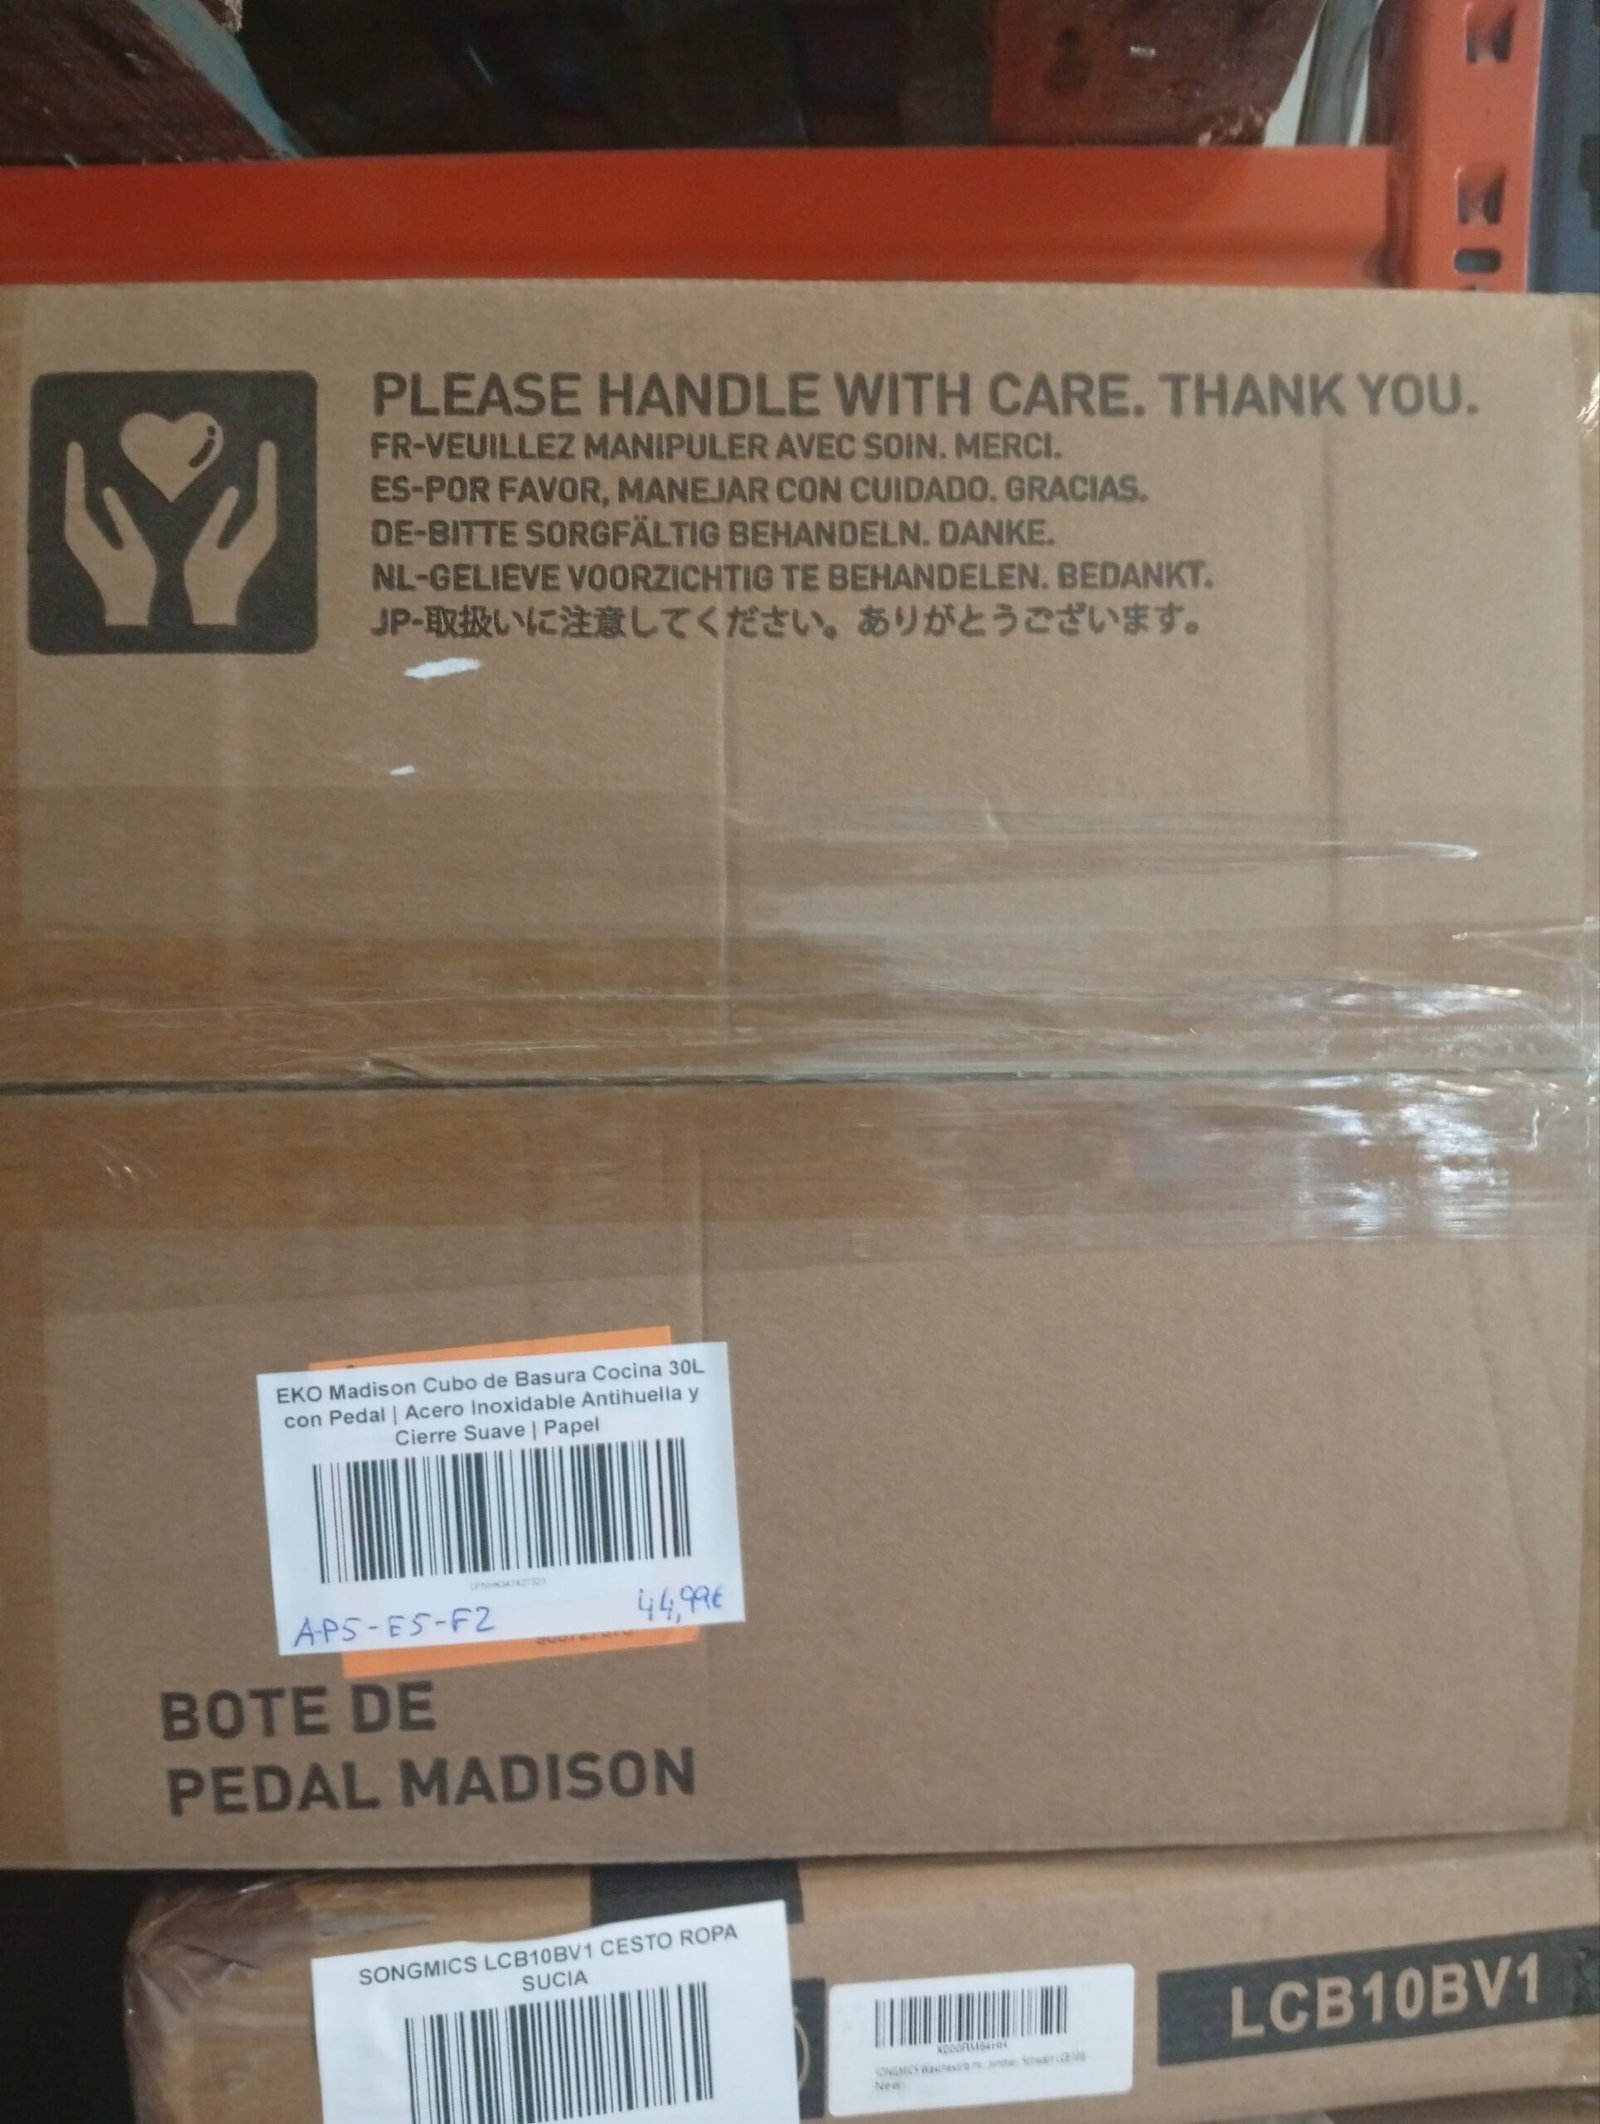 PLEASE HANDLE WITH CARE. THANK YOU.
FR-VEUILLEZ MANIPULER AVEC SOIN. MERCI.
ES-POR FAVOR, MANEJAR CON CUIDADO. GRACIAS.
DE-BITTE SORGFÄLTIG BEHANDELN. DANKE.
NL-GELIEVE VOORZICHTIG TE BEHANDELEN. BEDANKT.
JP-取扱いに注意してください。ありがとうございます。
EKO Madison Cubo de Basura Cocina 30L
con Pedal | Acero Inoxidable Antihuella y
Cierre Suave | Papel
A-P5-E5-F2
44,99€
BOTE DE
PEDAL MADISON
SONGMICS LCB10BV1 CESTO ROPA
SUCIA
SONGMICS
New
LCB10BV1